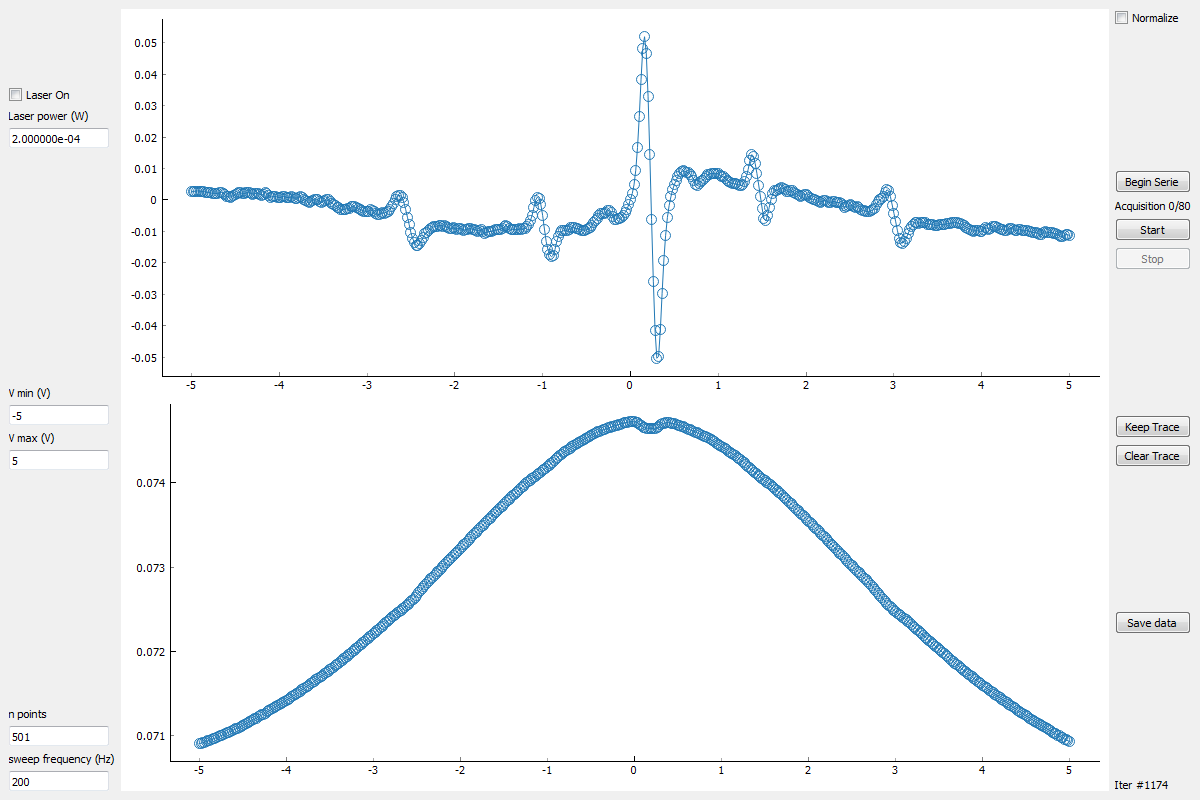 Normalize
Laser On
Laser power (W)
2.000000e-04
0.05
0.04
0.03
0.02
0.01
0
-0.01
-0.02
-0.03
-0.04
-0.05
-5 -4 -3 -2 -1 0 1 2 3 4 5
Begin Serie
Acquisition 0/80
Start
Stop
V min (V)
-5
V max (V)
5
Keep Trace
Clear Trace
0.074
0.073
0.072
0.071
-5 -4 -3 -2 -1 0 1 2 3 4 5
Save data
n points
501
sweep frequency (Hz)
200
Iter #1174